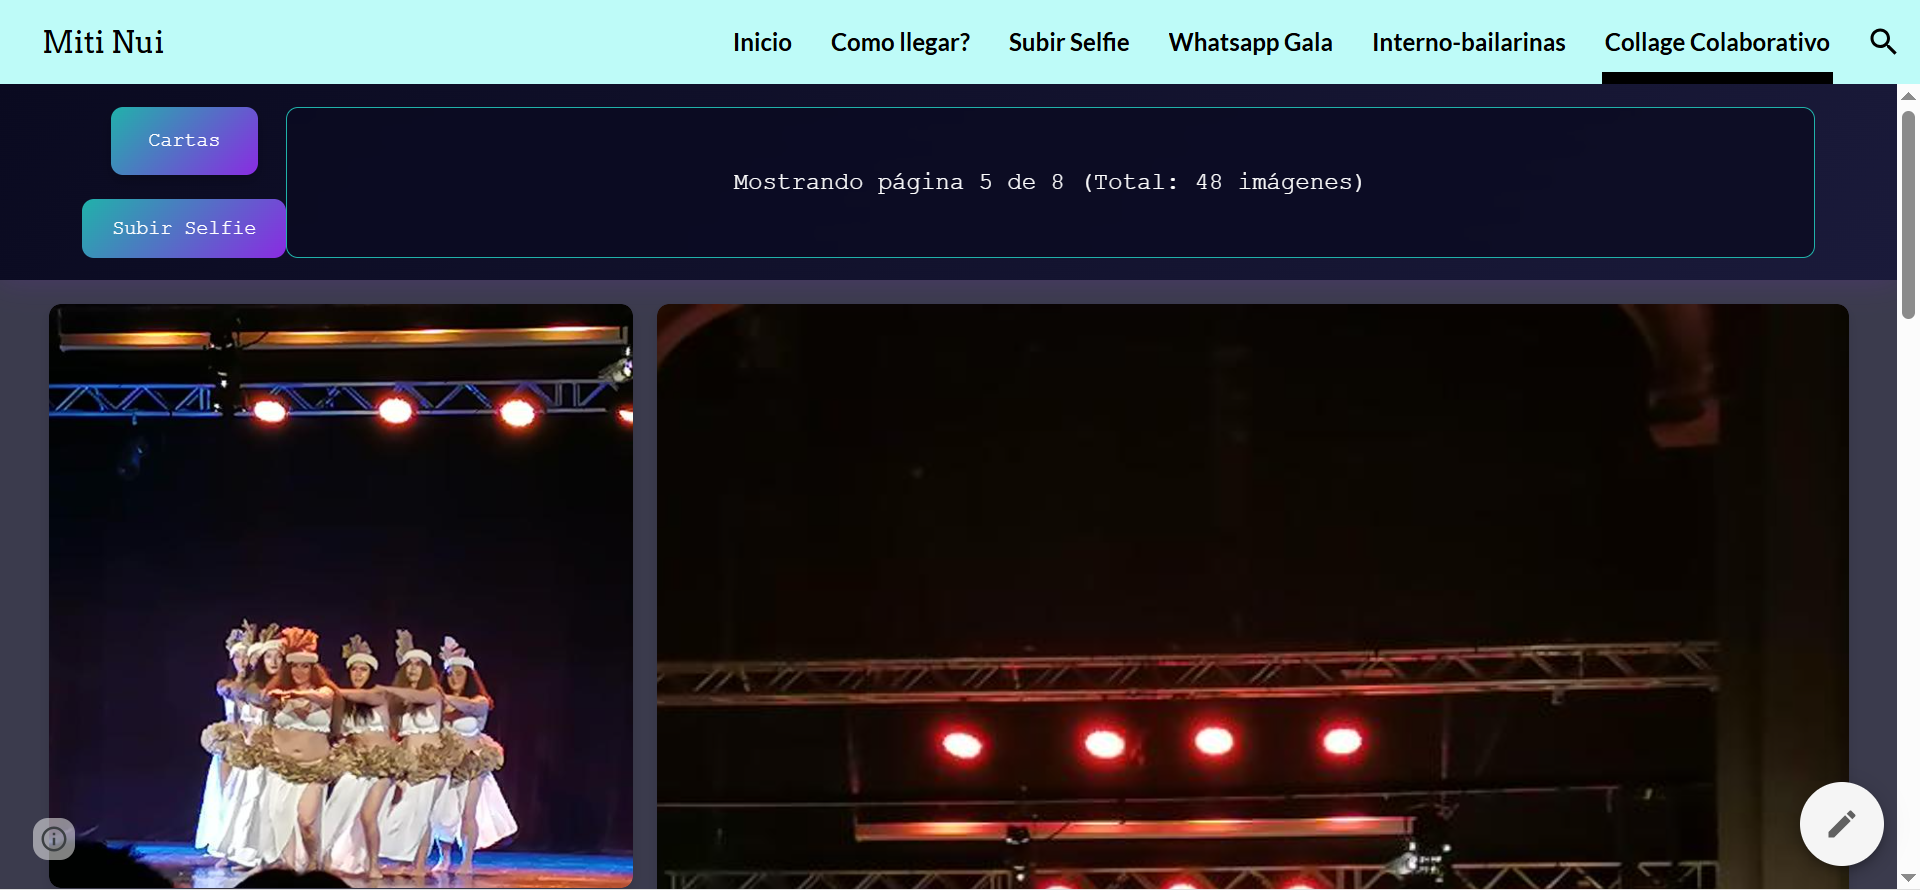 Miti Nui
Inicio
Como llegar?
Subir Selfie
Whatsapp Gala
Interno-bailarinas
Collage Colaborativo
Cartas
Subir Selfie
Mostrando página 5 de 8 (Total: 48 imágenes)